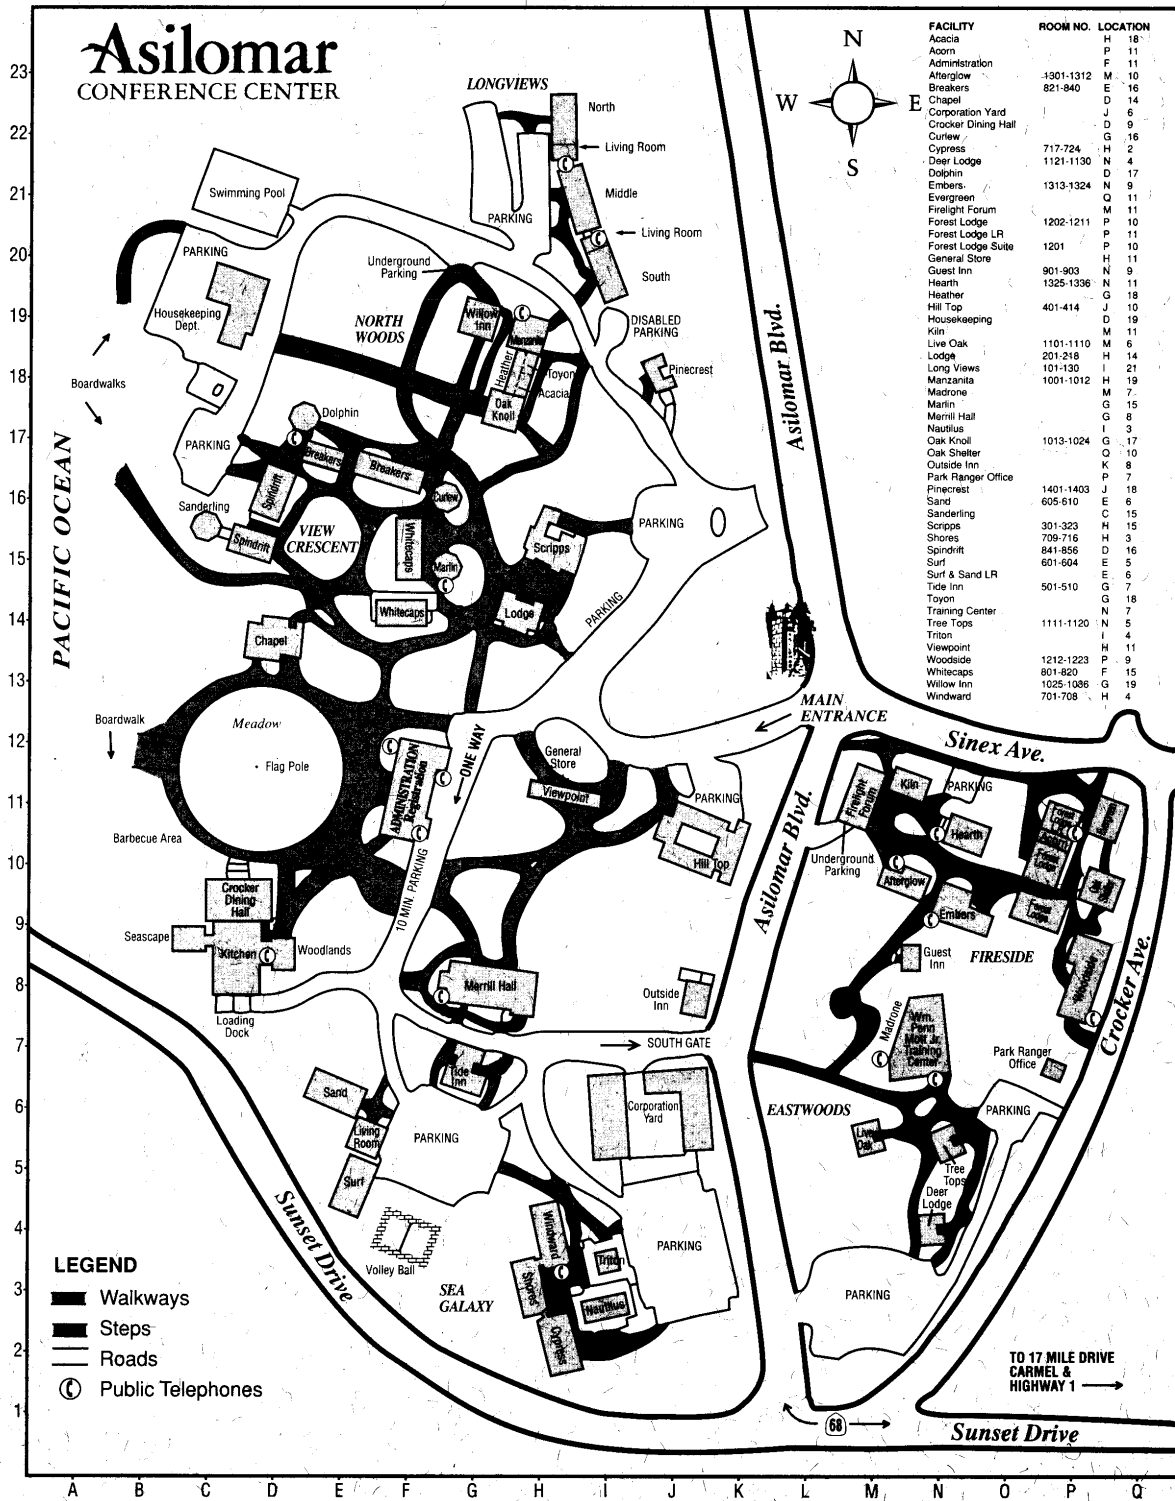 Asilomar
CONFERENCE CENTER
N
W E
S
FACILITY ROOM NO. LOCATION
Acacia H 18
Acorn P 11
Administration F 11
Afterglow 1301-1312 M 10
Breakers 821-840 E 16
Chapel D 14
Corporation Yard J 6
Crocker Dining Hall D 9
Curlew G 16
Cypress 717-724 H 2
Deer Lodge 1121-1130 N 4
Dolphin D 17
Embers 1313-1324 N 9
Evergreen Q 11
Firelight Forum M 11
Forest Lodge 1202-1211 P 10
Forest Lodge LR P 11
Forest Lodge Suite 1201 P 10
General Store H 11
Guest Inn 901-903 N 9
Hearth 1325-1336 N 11
Heather G 18
Hill Top 401-414 J 10
Housekeeping D 19
Kiln M 11
Live Oak 1101-1110 M 6
Lodge 201-218 H 14
Long Views 101-130 I 21
Manzanita 1001-1012 H 19
Madrone M 7
Marlin G 15
Merrill Hall G 8
Nautilus I 3
Oak Knoll 1013-1024 G 17
Oak Shelter Q 10
Outside Inn K 8
Park Ranger Office P 7
Pinecrest 1401-1403 J 18
Sand 605-610 E 6
Sanderling C 15
Scripps 301-323 H 15
Shores 709-716 H 3
Spindrift 841-856 D 16
Surf 601-604 E 5
Surf & Sand LR E 6
Tide Inn 501-510 G 7
Toyon G 18
Training Center N 7
Tree Tops 1111-1120 N 5
Triton I 4
Viewpoint H 11
Woodside 1212-1223 P 9
Whitecaps 801-820 F 15
Willow Inn 1025-1036 G 19
Windward 701-708 H 4
23
22
21
20
19
18
17
16
15
14
13
12
11
10
9
8
7
6
5
4
3
2
1
LONGVIEWS
North
Living Room
Middle
Living Room
South
PARKING
Swimming Pool
PARKING
Underground
Parking
Housekeeping
Dept.
NORTH
WOODS
Willow
Inn
Manzanita
Heather
Toyon
Acacia
Oak
Knoll
DISABLED
PARKING
Pinecrest
Asilomar Blvd.
Boardwalks
PACIFIC OCEAN
PARKING
Dolphin
Breakers
Breakers
Spindrift
Sanderling
Spindrift
VIEW
CRESCENT
Curlew
Whitecaps
Marlin
Whitecaps
Scripps
Lodge
PARKING
PARKING
Chapel
Meadow
Flag Pole
Boardwalk
Barbecue Area
ADMINISTRATION
Registration
ONE WAY
10 MIN. PARKING
General
Store
Viewpoint
PARKING
Hill Top
MAIN
ENTRANCE
Sinex Ave.
Asilomar Blvd.
Firelight
Forum
Kiln
PARKING
Hearth
Underground
Parking
Afterglow
Embers
Forest
Lodge
Forest
Lodge
Guest
Inn
FIRESIDE
Woodside
Crocker Ave.
Crocker
Dining
Hall
Seascape
Kitchen
Woodlands
Loading
Dock
Merrill Hall
Outside
Inn
SOUTH GATE
Madrone
Wm.
Penn
Mott Jr.
Training
Center
Park Ranger
Office
Tide
Inn
Sand
Living
Room
Surf
PARKING
Corporation
Yard
EASTWOODS
PARKING
Live
Oak
Tree
Tops
Deer
Lodge
Sunset Drive
Volley Ball
SEA
GALAXY
Windward
Shores
Cypress
Triton
Nautilus
PARKING
PARKING
LEGEND
Walkways
Steps
Roads
Public Telephones
TO 17 MILE DRIVE
CARMEL &
HIGHWAY 1
68
Sunset Drive
A B C D E F G H I J K L M N O P Q